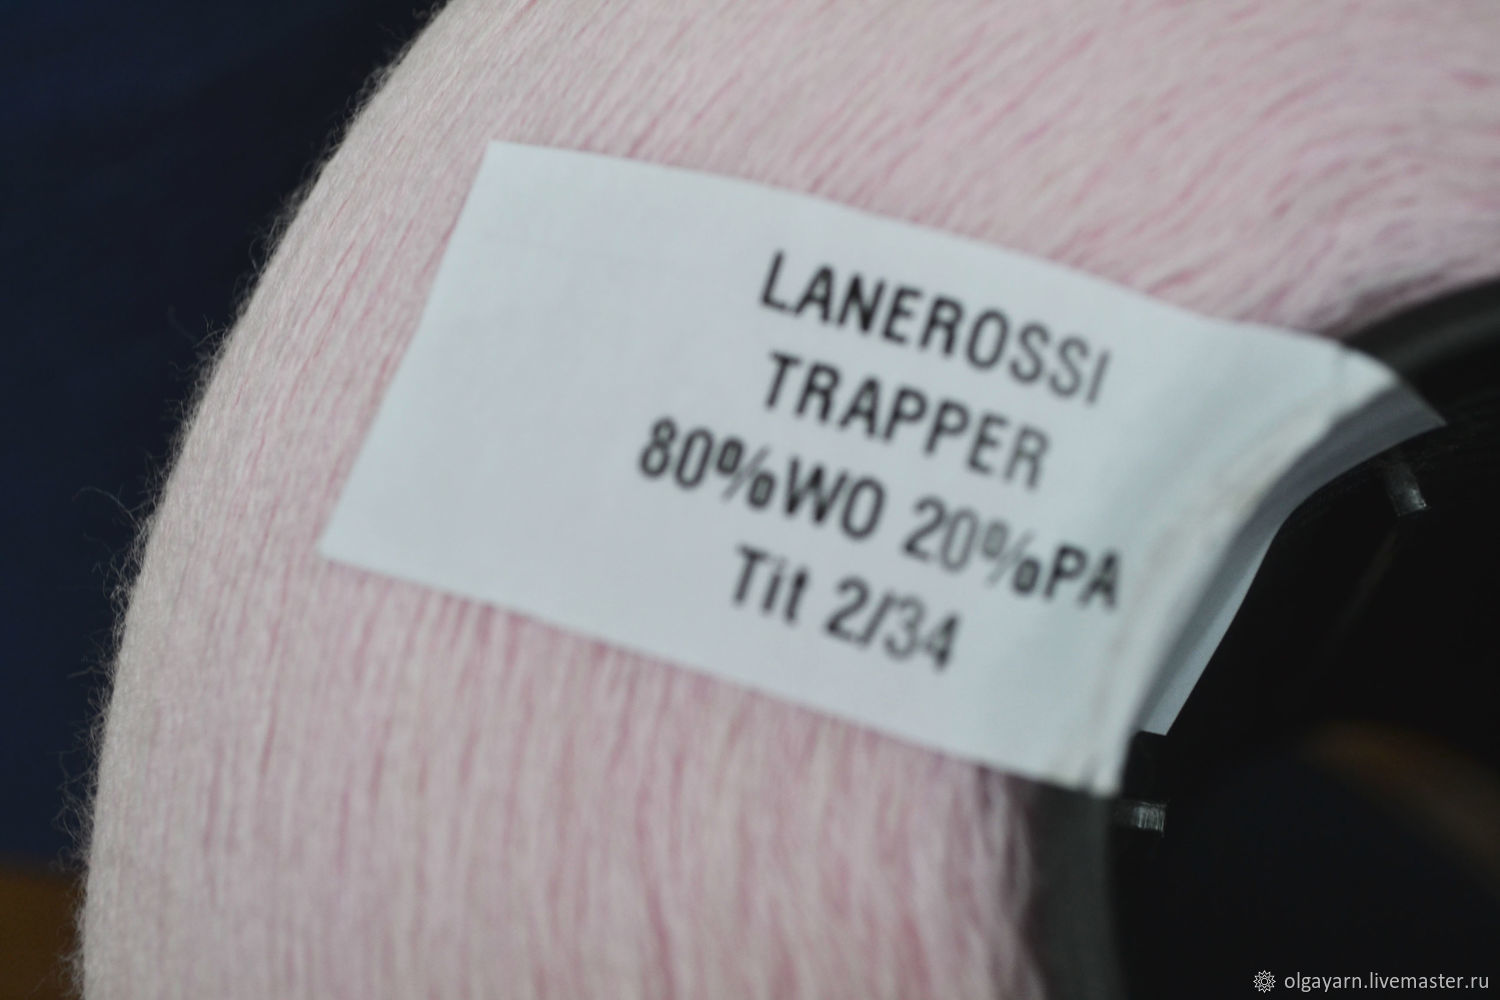 LANEROSSI
TRAPPER
80%WO 20%PA
Tit 2/34
olgayarn.livemaster.ru